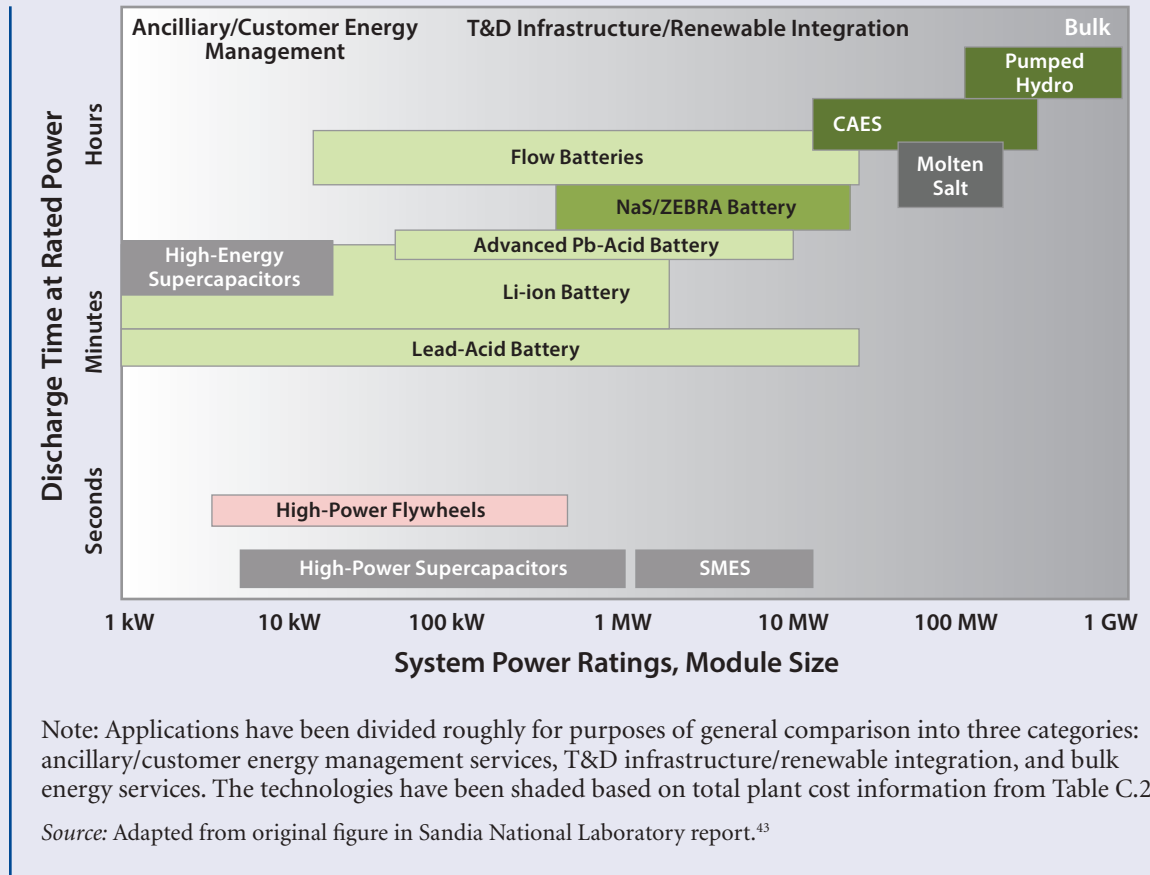 Ancilliary/Customer Energy
Management
T&D Infrastructure/Renewable Integration
Bulk
Pumped
Hydro
CAES
Molten
Salt
Flow Batteries
NaS/ZEBRA Battery
Advanced Pb-Acid Battery
High-Energy
Supercapacitors
Li-ion Battery
Lead-Acid Battery
High-Power Flywheels
High-Power Supercapacitors
SMES
Discharge Time at Rated Power
Hours
Minutes
Seconds
1 kW 10 kW 100 kW 1 MW 10 MW 100 MW 1 GW
System Power Ratings, Module Size
Note: Applications have been divided roughly for purposes of general comparison into three categories:
ancillary/customer energy management services, T&D infrastructure/renewable integration, and bulk
energy services. The technologies have been shaded based on total plant cost information from Table C.2
Source: Adapted from original figure in Sandia National Laboratory report.43